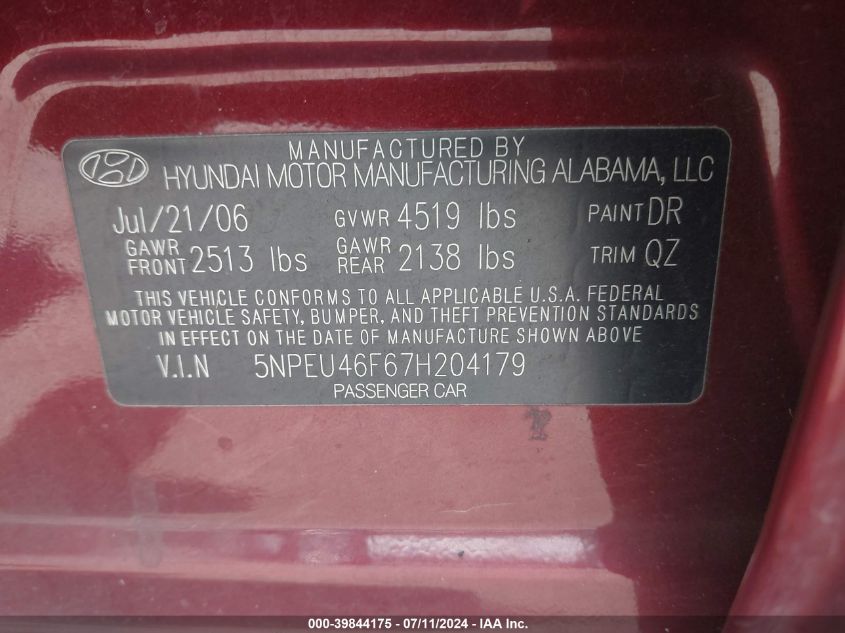 MANUFACTURED BY
HYUNDAI MOTOR MANUFACTURING ALABAMA, LLC
Jul/21/06 GVWR 4519 lbs PAINT DR
GAWR FRONT 2513 lbs GAWR REAR 2138 lbs TRIM QZ
THIS VEHICLE CONFORMS TO ALL APPLICABLE U.S.A. FEDERAL
MOTOR VEHICLE SAFETY, BUMPER, AND THEFT PREVENTION STANDARDS
IN EFFECT ON THE DATE OF MANUFACTURE SHOWN ABOVE
V.I.N 5NPEU46F67H204179
PASSENGER CAR
000-39844175 - 07/11/2024 - IAA Inc.